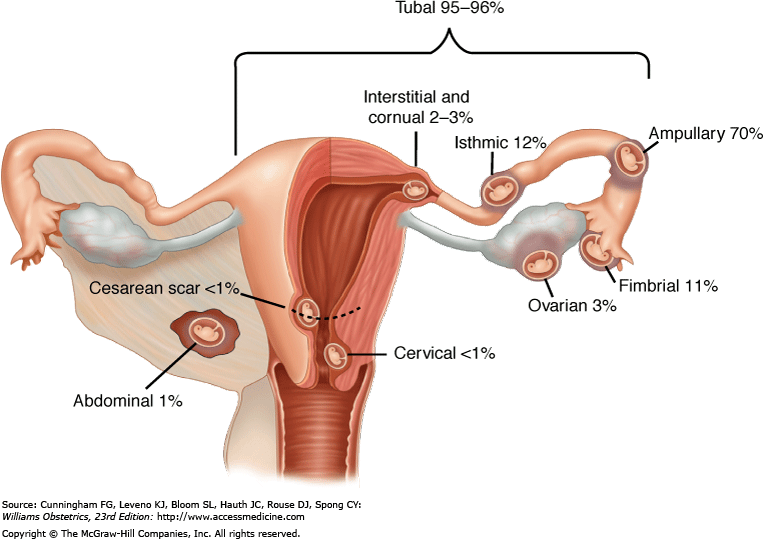 Tubal 95–96%
Interstitial and
cornual 2–3%
Isthmic 12%
Ampullary 70%
Cesarean scar <1%
Fimbrial 11%
Ovarian 3%
Cervical <1%
Abdominal 1%
Source: Cunningham FG, Leveno KJ, Bloom SL, Hauth JC, Rouse DJ, Spong CY:
Williams Obstetrics, 23rd Edition: http://www.accessmedicine.com
Copyright © The McGraw-Hill Companies, Inc. All rights reserved.